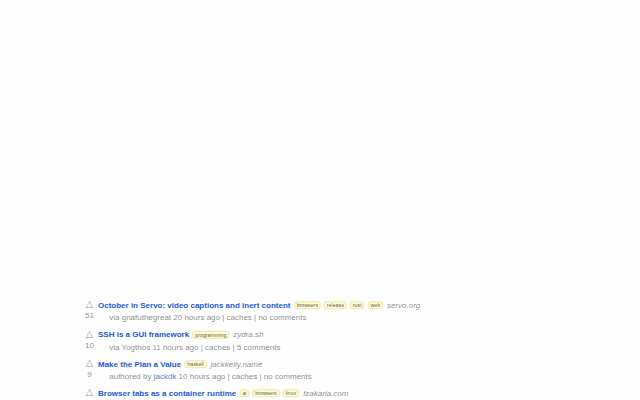 October in Servo: video captions and inert content browsers release rust web servo.org
51 via gnafuthegreat 20 hours ago | caches | no comments
SSH is a GUI framework programming zydra.sh
10 via Yogthos 11 hours ago | caches | 5 comments
Make the Plan a Value haskell jackkelly.name
9 authored by jackdk 10 hours ago | caches | no comments
Browser tabs as a container runtime browsers linux fzakaria.com